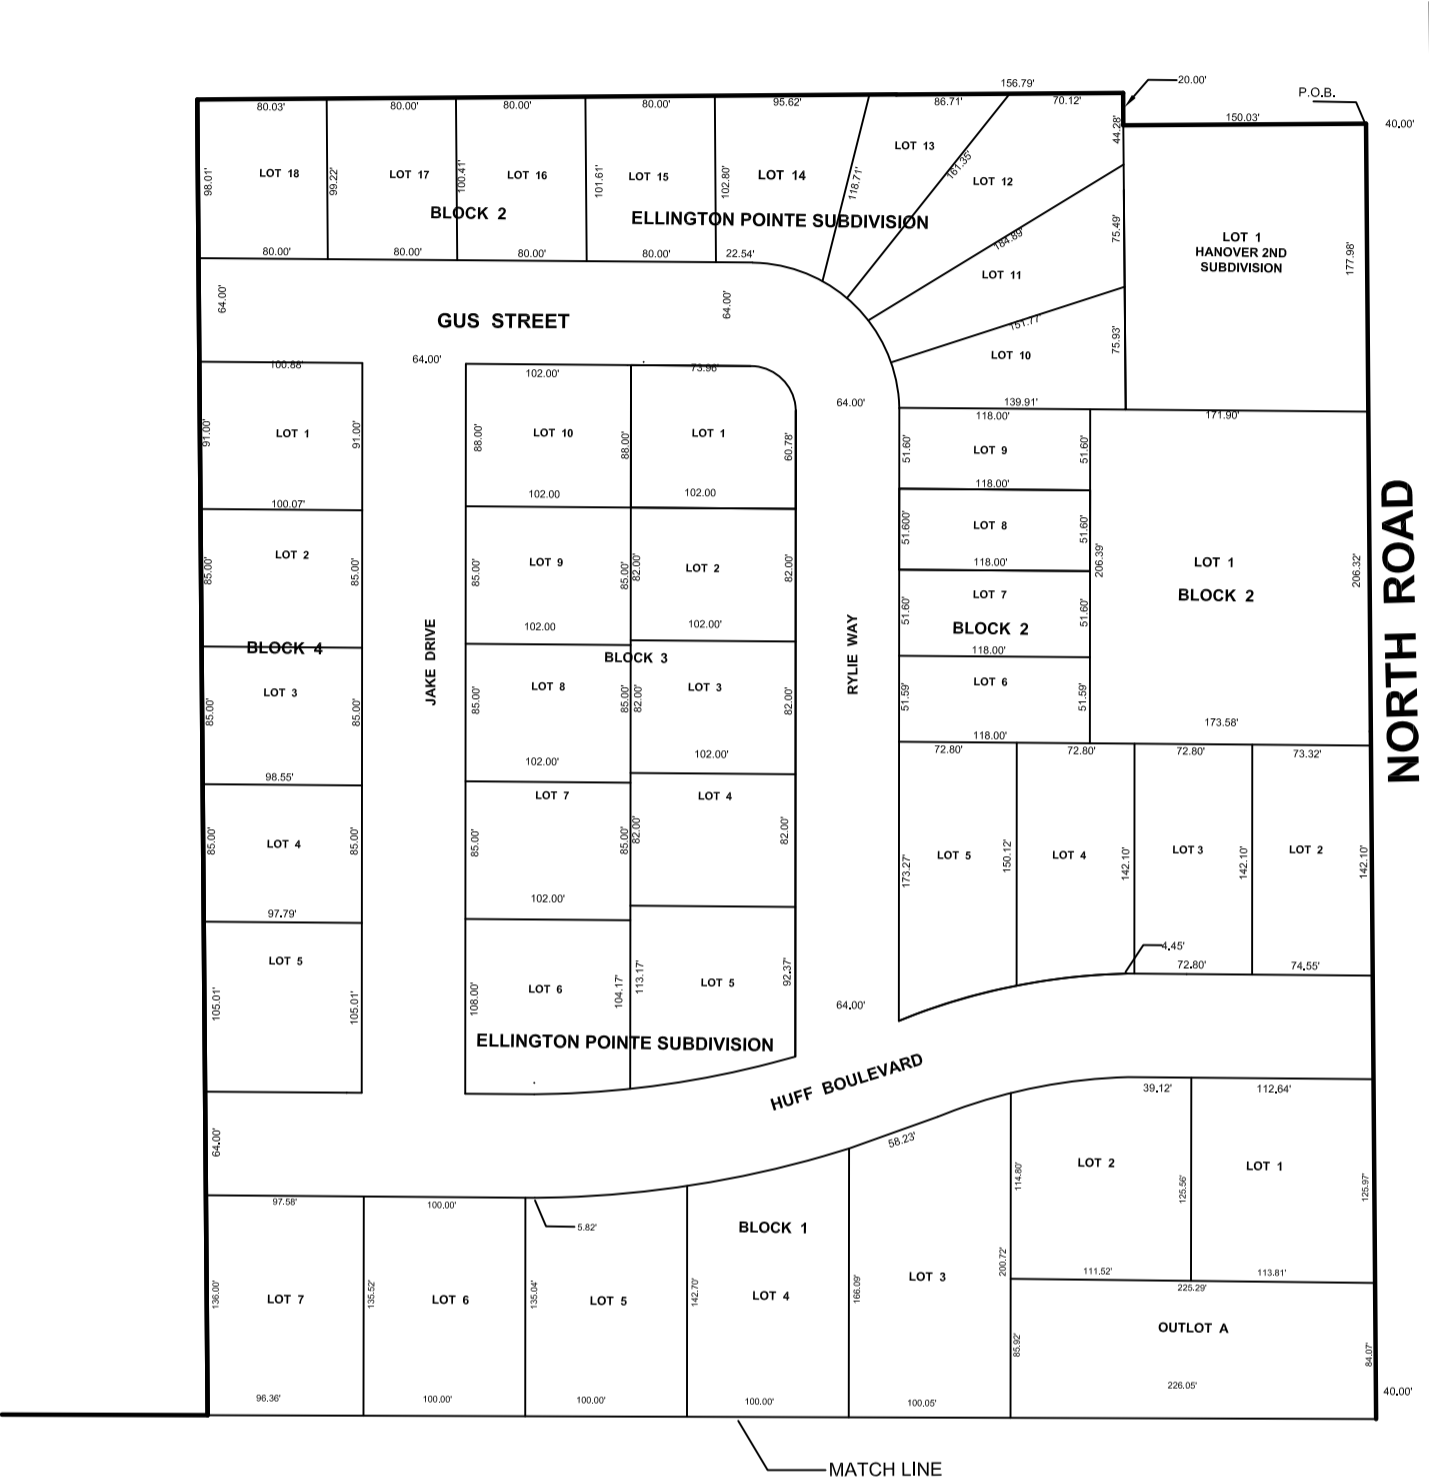 156.79'
20.00'
P.O.B.
80.03'
80.00'
80.00'
80.00'
95.62'
86.71'
70.12'
150.03'
40.00'
44.28'
LOT 13
98.01'
LOT 18
99.22'
LOT 17
100.41'
LOT 16
101.61'
LOT 15
102.80'
LOT 14
118.71'
161.35'
LOT 12
BLOCK 2
ELLINGTON POINTE SUBDIVISION
75.49'
184.89'
LOT 1
HANOVER 2ND
SUBDIVISION
177.98'
80.00'
80.00'
80.00'
80.00'
22.54'
LOT 11
64.00'
64.00'
GUS STREET
151.77'
75.93'
LOT 10
100.88'
64.00'
102.00'
73.98'
64.00'
139.91'
118.00'
171.90'
91.00'
LOT 1
91.00'
88.00'
LOT 10
88.00'
LOT 1
60.78'
51.60'
LOT 9
51.60'
118.00'
100.07'
102.00
102.00
51.600'
LOT 8
51.60'
118.00'
85.00'
LOT 2
85.00'
85.00'
LOT 9
85.00'
82.00'
LOT 2
82.00'
206.39'
LOT 1
BLOCK 2
206.32'
NORTH ROAD
51.60'
LOT 7
51.60'
BLOCK 2
118.00'
102.00
102.00'
BLOCK 4
JAKE DRIVE
BLOCK 3
RYLIE WAY
85.00'
LOT 3
85.00'
85.00'
LOT 8
85.00'
82.00'
LOT 3
82.00'
51.59'
LOT 6
51.59'
173.58'
118.00'
98.55'
102.00'
102.00'
72.80'
72.80'
72.80'
73.32'
85.00'
LOT 4
85.00'
85.00'
LOT 7
85.00'
82.00'
LOT 4
82.00'
173.27'
LOT 5
150.12'
LOT 4
142.10'
LOT 3
142.10'
LOT 2
142.10'
97.79'
102.00'
4.45'
72.80'
74.55'
105.01'
LOT 5
105.01'
108.00'
LOT 6
104.17'
113.17'
LOT 5
92.37'
64.00'
ELLINGTON POINTE SUBDIVISION
HUFF BOULEVARD
64.00'
58.23'
39.12'
112.64'
114.80'
LOT 2
125.56'
LOT 1
125.97'
97.58'
100.00'
5.82'
BLOCK 1
200.72'
111.52'
113.81'
225.29'
136.00'
LOT 7
135.52'
LOT 6
135.04'
LOT 5
142.70'
LOT 4
166.09'
LOT 3
85.92'
OUTLOT A
84.07'
226.05'
96.36'
100.00'
100.00'
100.00'
100.05'
40.00'
MATCH LINE